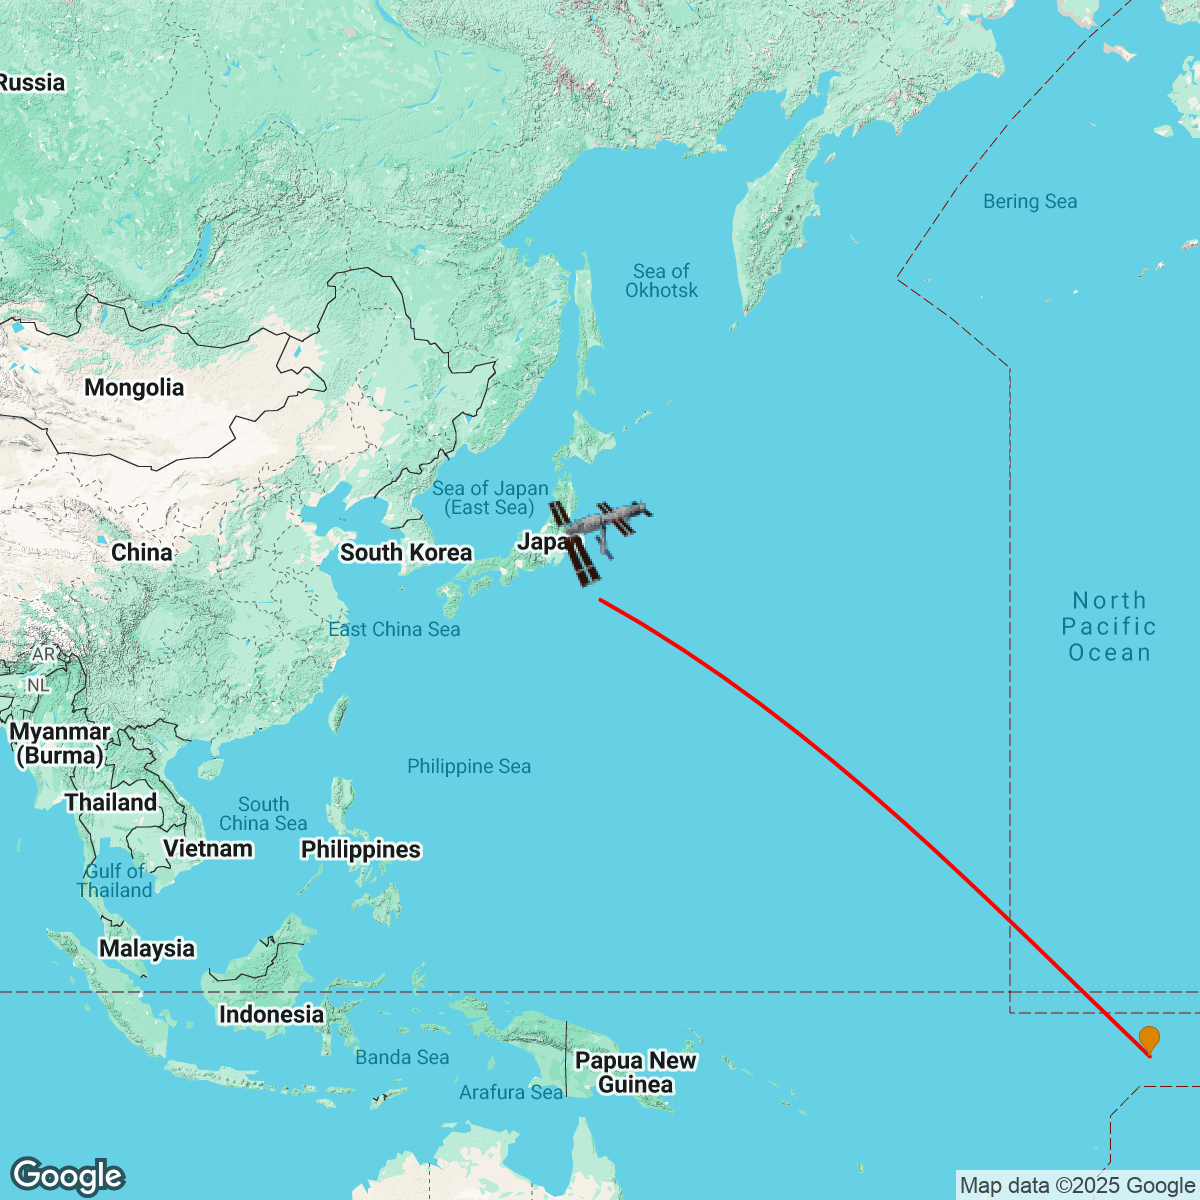 Russia
Bering Sea
Sea of
Okhotsk
Mongolia
Sea of Japan
(East Sea)
Japa
China
South Korea
North
Pacific
Ocean
East China Sea
AR
NL
Myanmar
(Burma)
Philippine Sea
Thailand
South
China Sea
Vietnam
Philippines
Gulf of
Thailand
Malaysia
Indonesia
Banda Sea
Papua New
Guinea
Arafura Sea
Google
Map data ©2025 Google